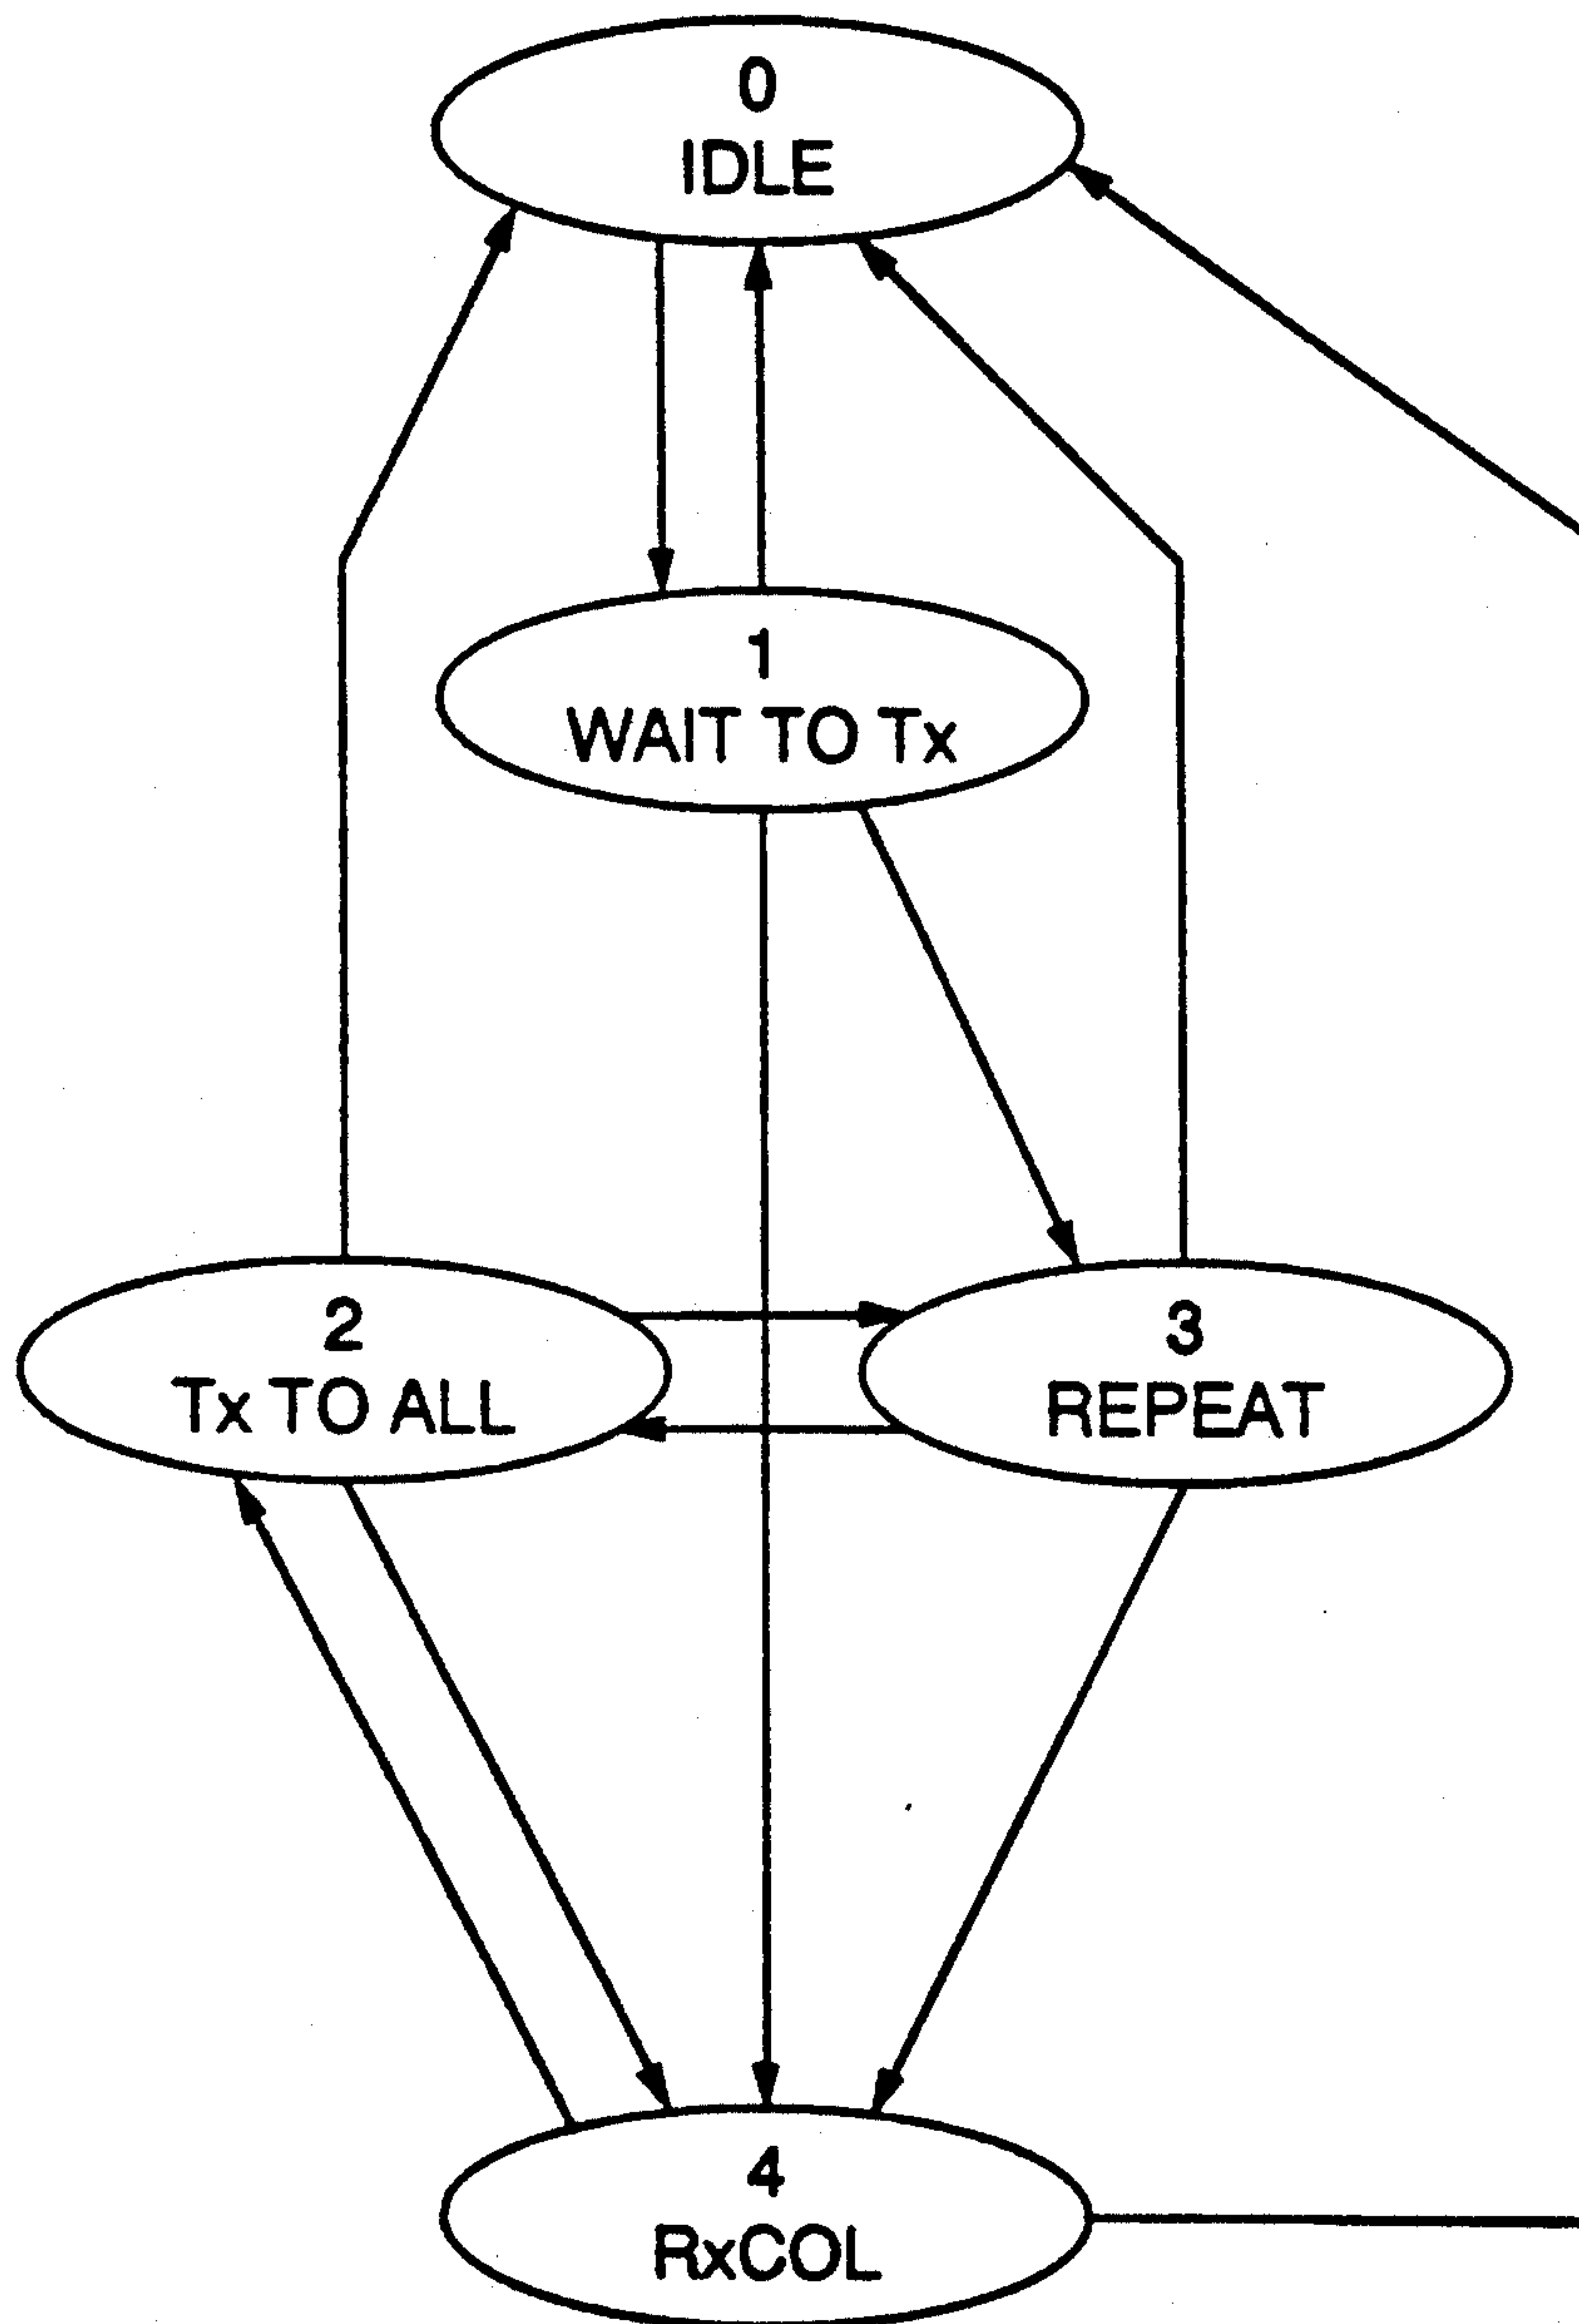 0
IDLE
1
WAIT TO Tx
2
Tx TO ALL
3
REPEAT
4
RxCOL